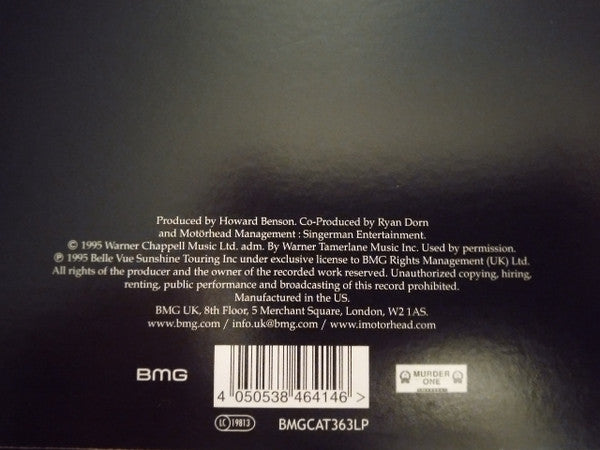 Produced by Howard Benson. Co-Produced by Ryan Dorn
and Motörhead Management : Singerman Entertainment.
© 1995 Warner Chappell Music Ltd. adm. By Warner Tamerlane Music Inc. Used by permission.
℗ 1995 Belle Vue Sunshine Touring Inc under exclusive license to BMG Rights Management (UK) Ltd.
All rights of the producer and the owner of the recorded work reserved. Unauthorized copying, hiring,
renting, public performance and broadcasting of this record prohibited.
Manufactured in the US.
BMG UK, 8th Floor, 5 Merchant Square, London, W2 1AS.
www.bmg.com / info.uk@bmg.com / www.imotorhead.com
BMG
4 050538 464146 >
MURDER
ONE
LC 19813
BMGCAT363LP